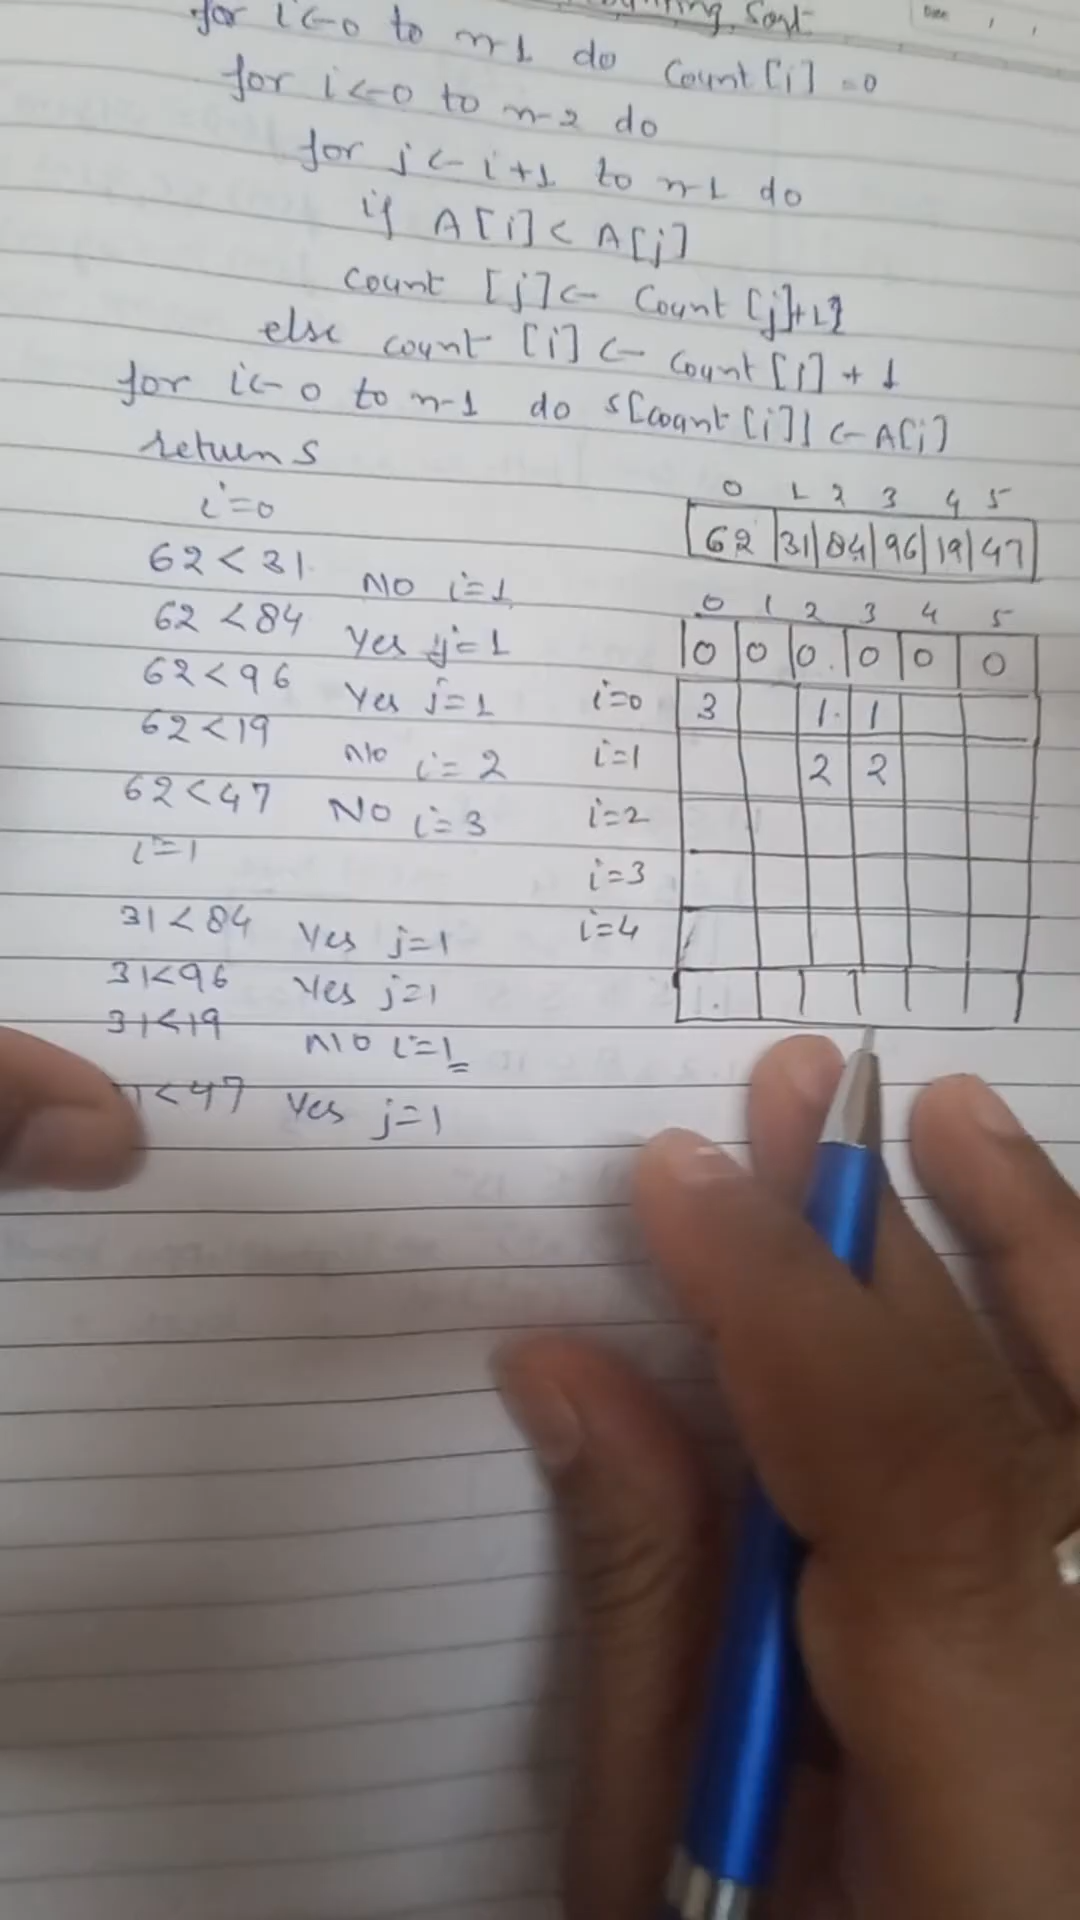 Sort
for i<-0 to n-1 do Count[i]=0
for i<-0 to n-2 do
for j<-i+1 to n-1 do
if A[i]<A[j]
count [j]<- Count [j]+1
else count [i]<- Count[i]+1
for i<-0 to n-1 do S[count[i]]<-A[i]
return S
i=0
62<31 No i=1
62<84 Yes j=1
62<96 Yes j=1
62<19 No i=2
62<47 No i=3
i=1
31<84 Yes j=1
31<96 Yes j=1
31<19 No i=1
<47 Yes j=1
0 1 2 3 4 5
62 31 84 96 19 47
0 1 2 3 4 5
0 0 0 0 0 0
i=0 3 1 1
i=1 2 2
i=2
i=3
i=4